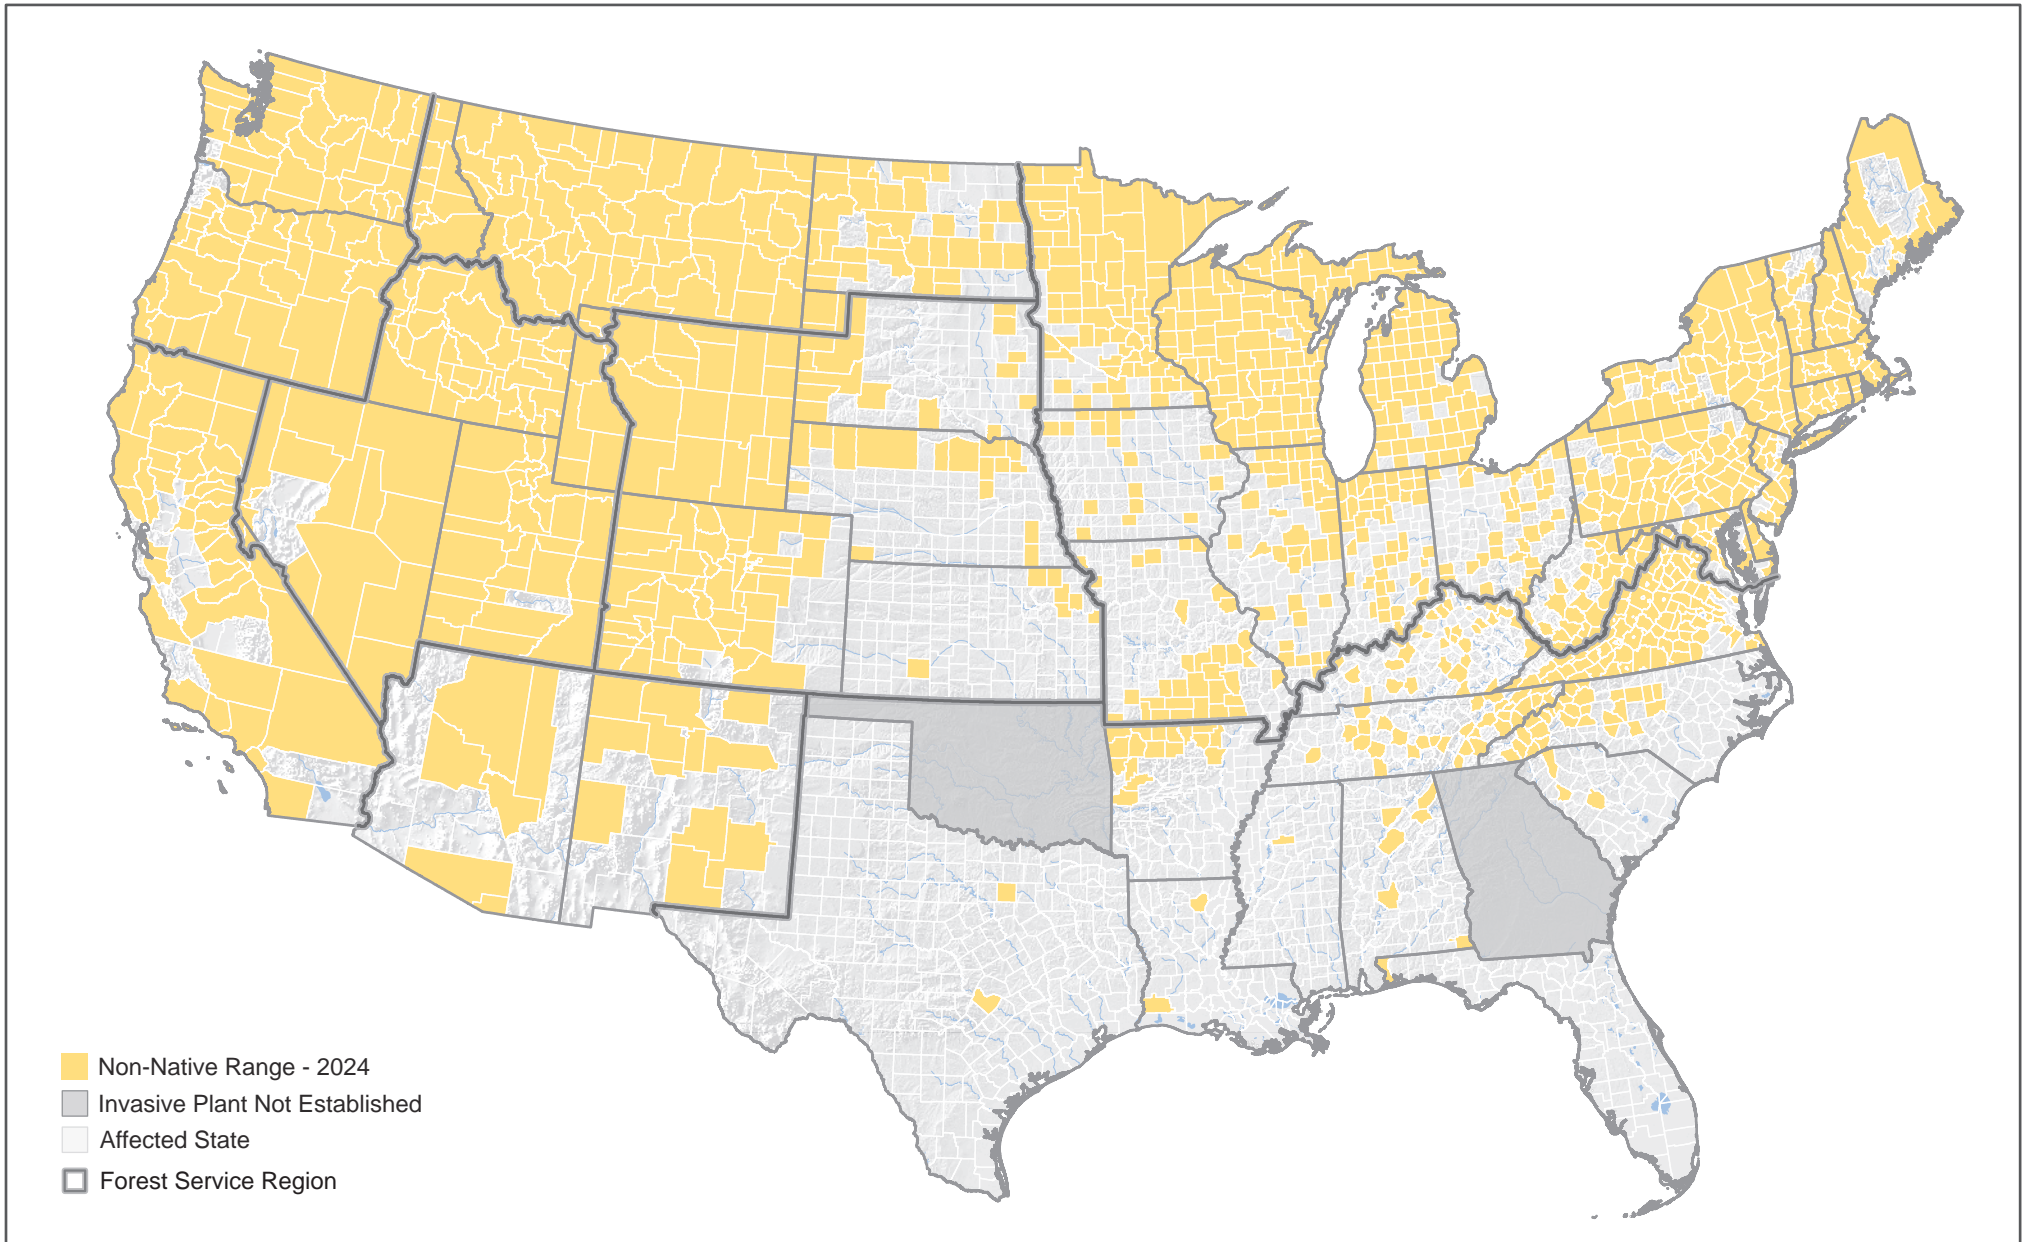 Non-Native Range - 2024
Invasive Plant Not Established
Affected State
Forest Service Region